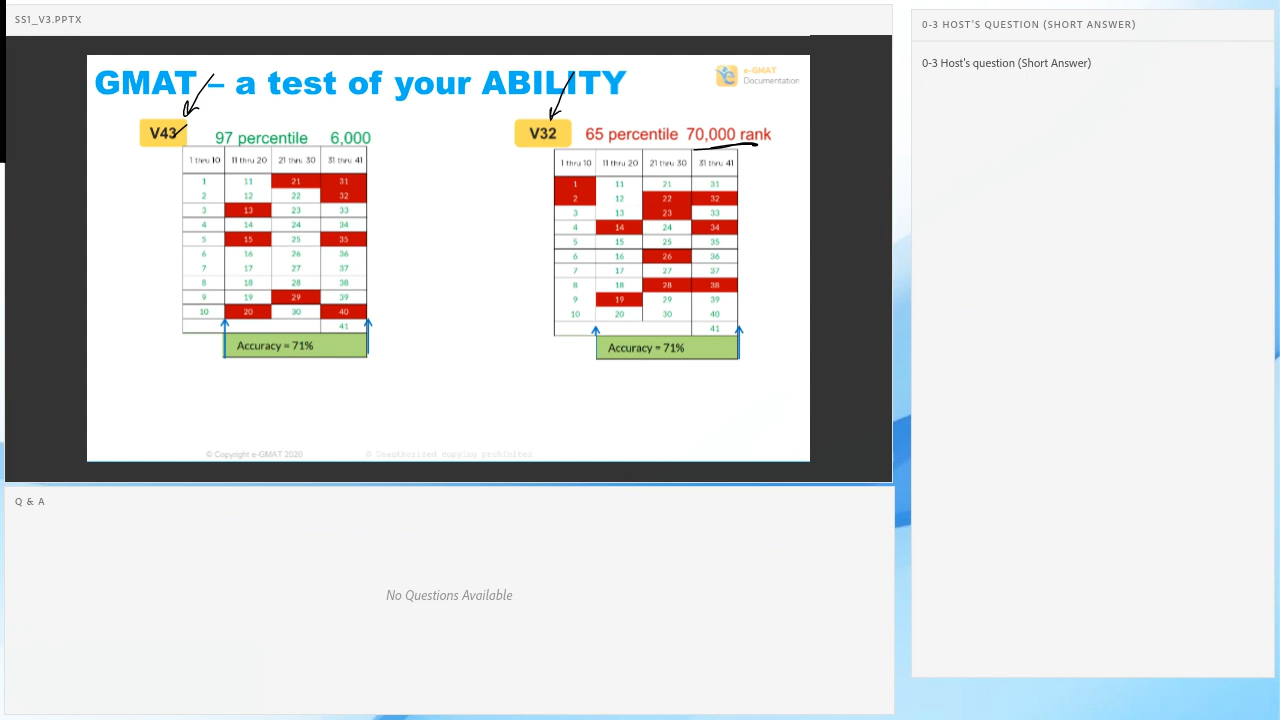 SS1_V3.PPTX
GMAT – a test of your ABILITY
e-GMAT
Documentation
V43
97 percentile 6,000
1 thru 10 11 thru 20 21 thru 30 31 thru 41
1 11 21 31
2 12 22 32
3 13 23 33
4 14 24 34
5 15 25 35
6 16 26 36
7 17 27 37
8 18 28 38
9 19 29 39
10 20 30 40
41
Accuracy = 71%
V32
65 percentile 70,000 rank
1 thru 10 11 thru 20 21 thru 30 31 thru 41
1 11 21 31
2 12 22 32
3 13 23 33
4 14 24 34
5 15 25 35
6 16 26 36
7 17 27 37
8 18 28 38
9 19 29 39
10 20 30 40
41
Accuracy = 71%
© Copyright e-GMAT 2020
© Unauthorized copying prohibited
Q & A
No Questions Available
0-3 HOST'S QUESTION (SHORT ANSWER)
0-3 Host's question (Short Answer)